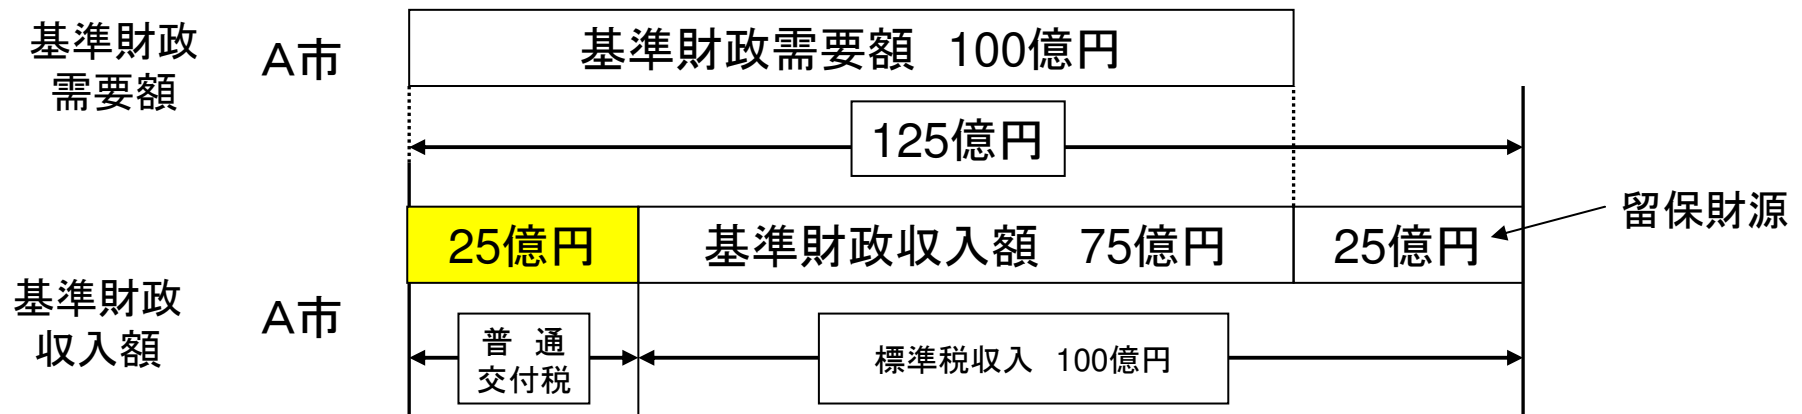 基準財政
需要額
A市
基準財政需要額 100億円
125億円
25億円
基準財政収入額 75億円
25億円
留保財源
基準財政
収入額
A市
普 通
交付税
標準税収入 100億円